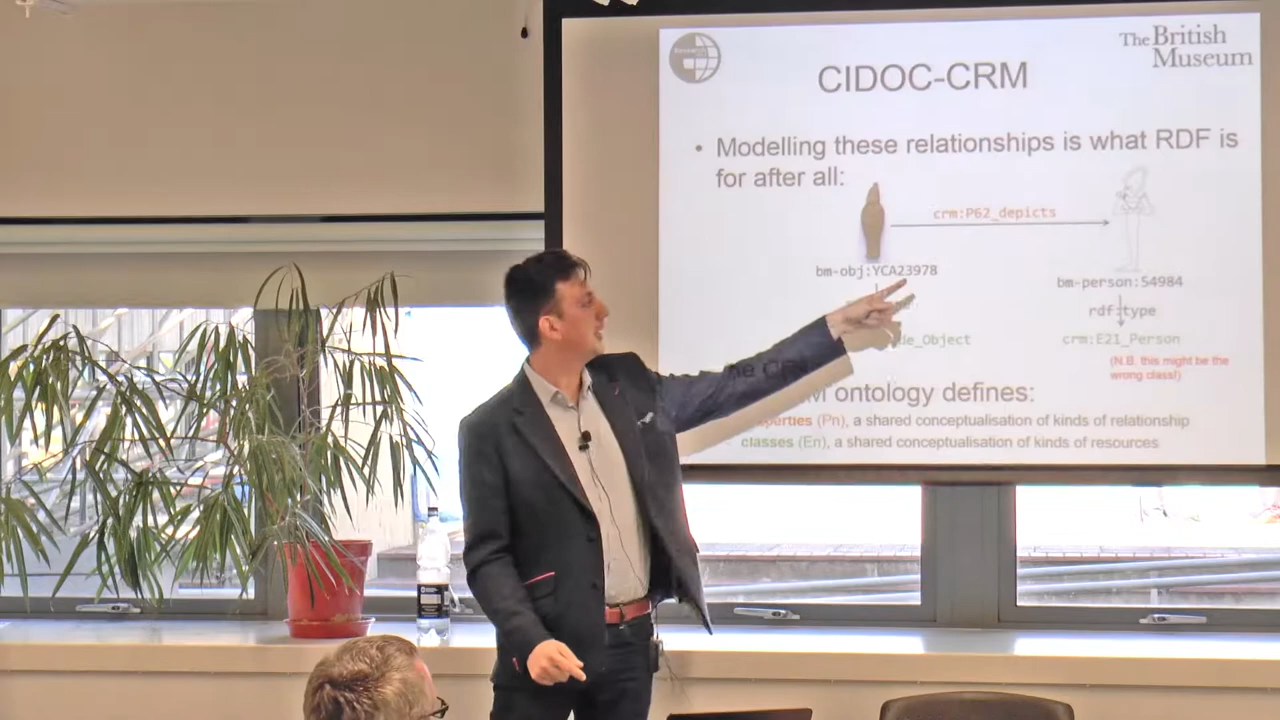 The British
Museum
CIDOC-CRM
• Modelling these relationships is what RDF is
for after all:
crm:P62_depicts
bm-obj:YCA23978
bm-person:54984
rdf:type
_Object
crm:E21_Person
(N.B. this might be the
wrong class!)
ontology defines:
(Pn), a shared conceptualisation of kinds of relationship
classes (En), a shared conceptualisation of kinds of resources